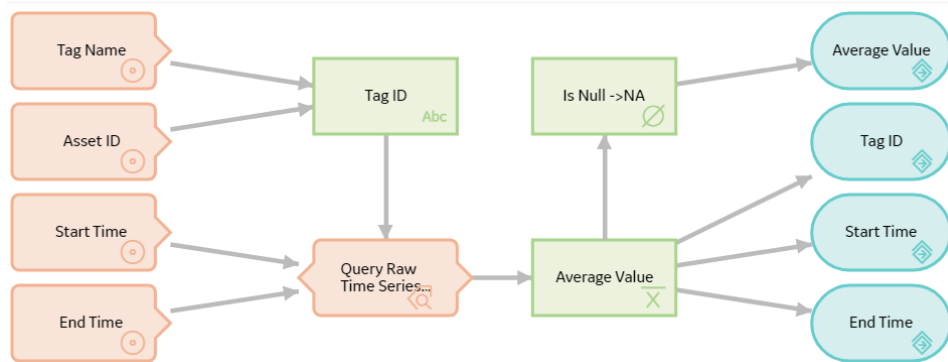 Tag Name
Asset ID
Start Time
End Time
Tag ID
Abc
Query Raw
Time Series...
Is Null ->NA
Average Value
X
Average Value
Tag ID
Start Time
End Time